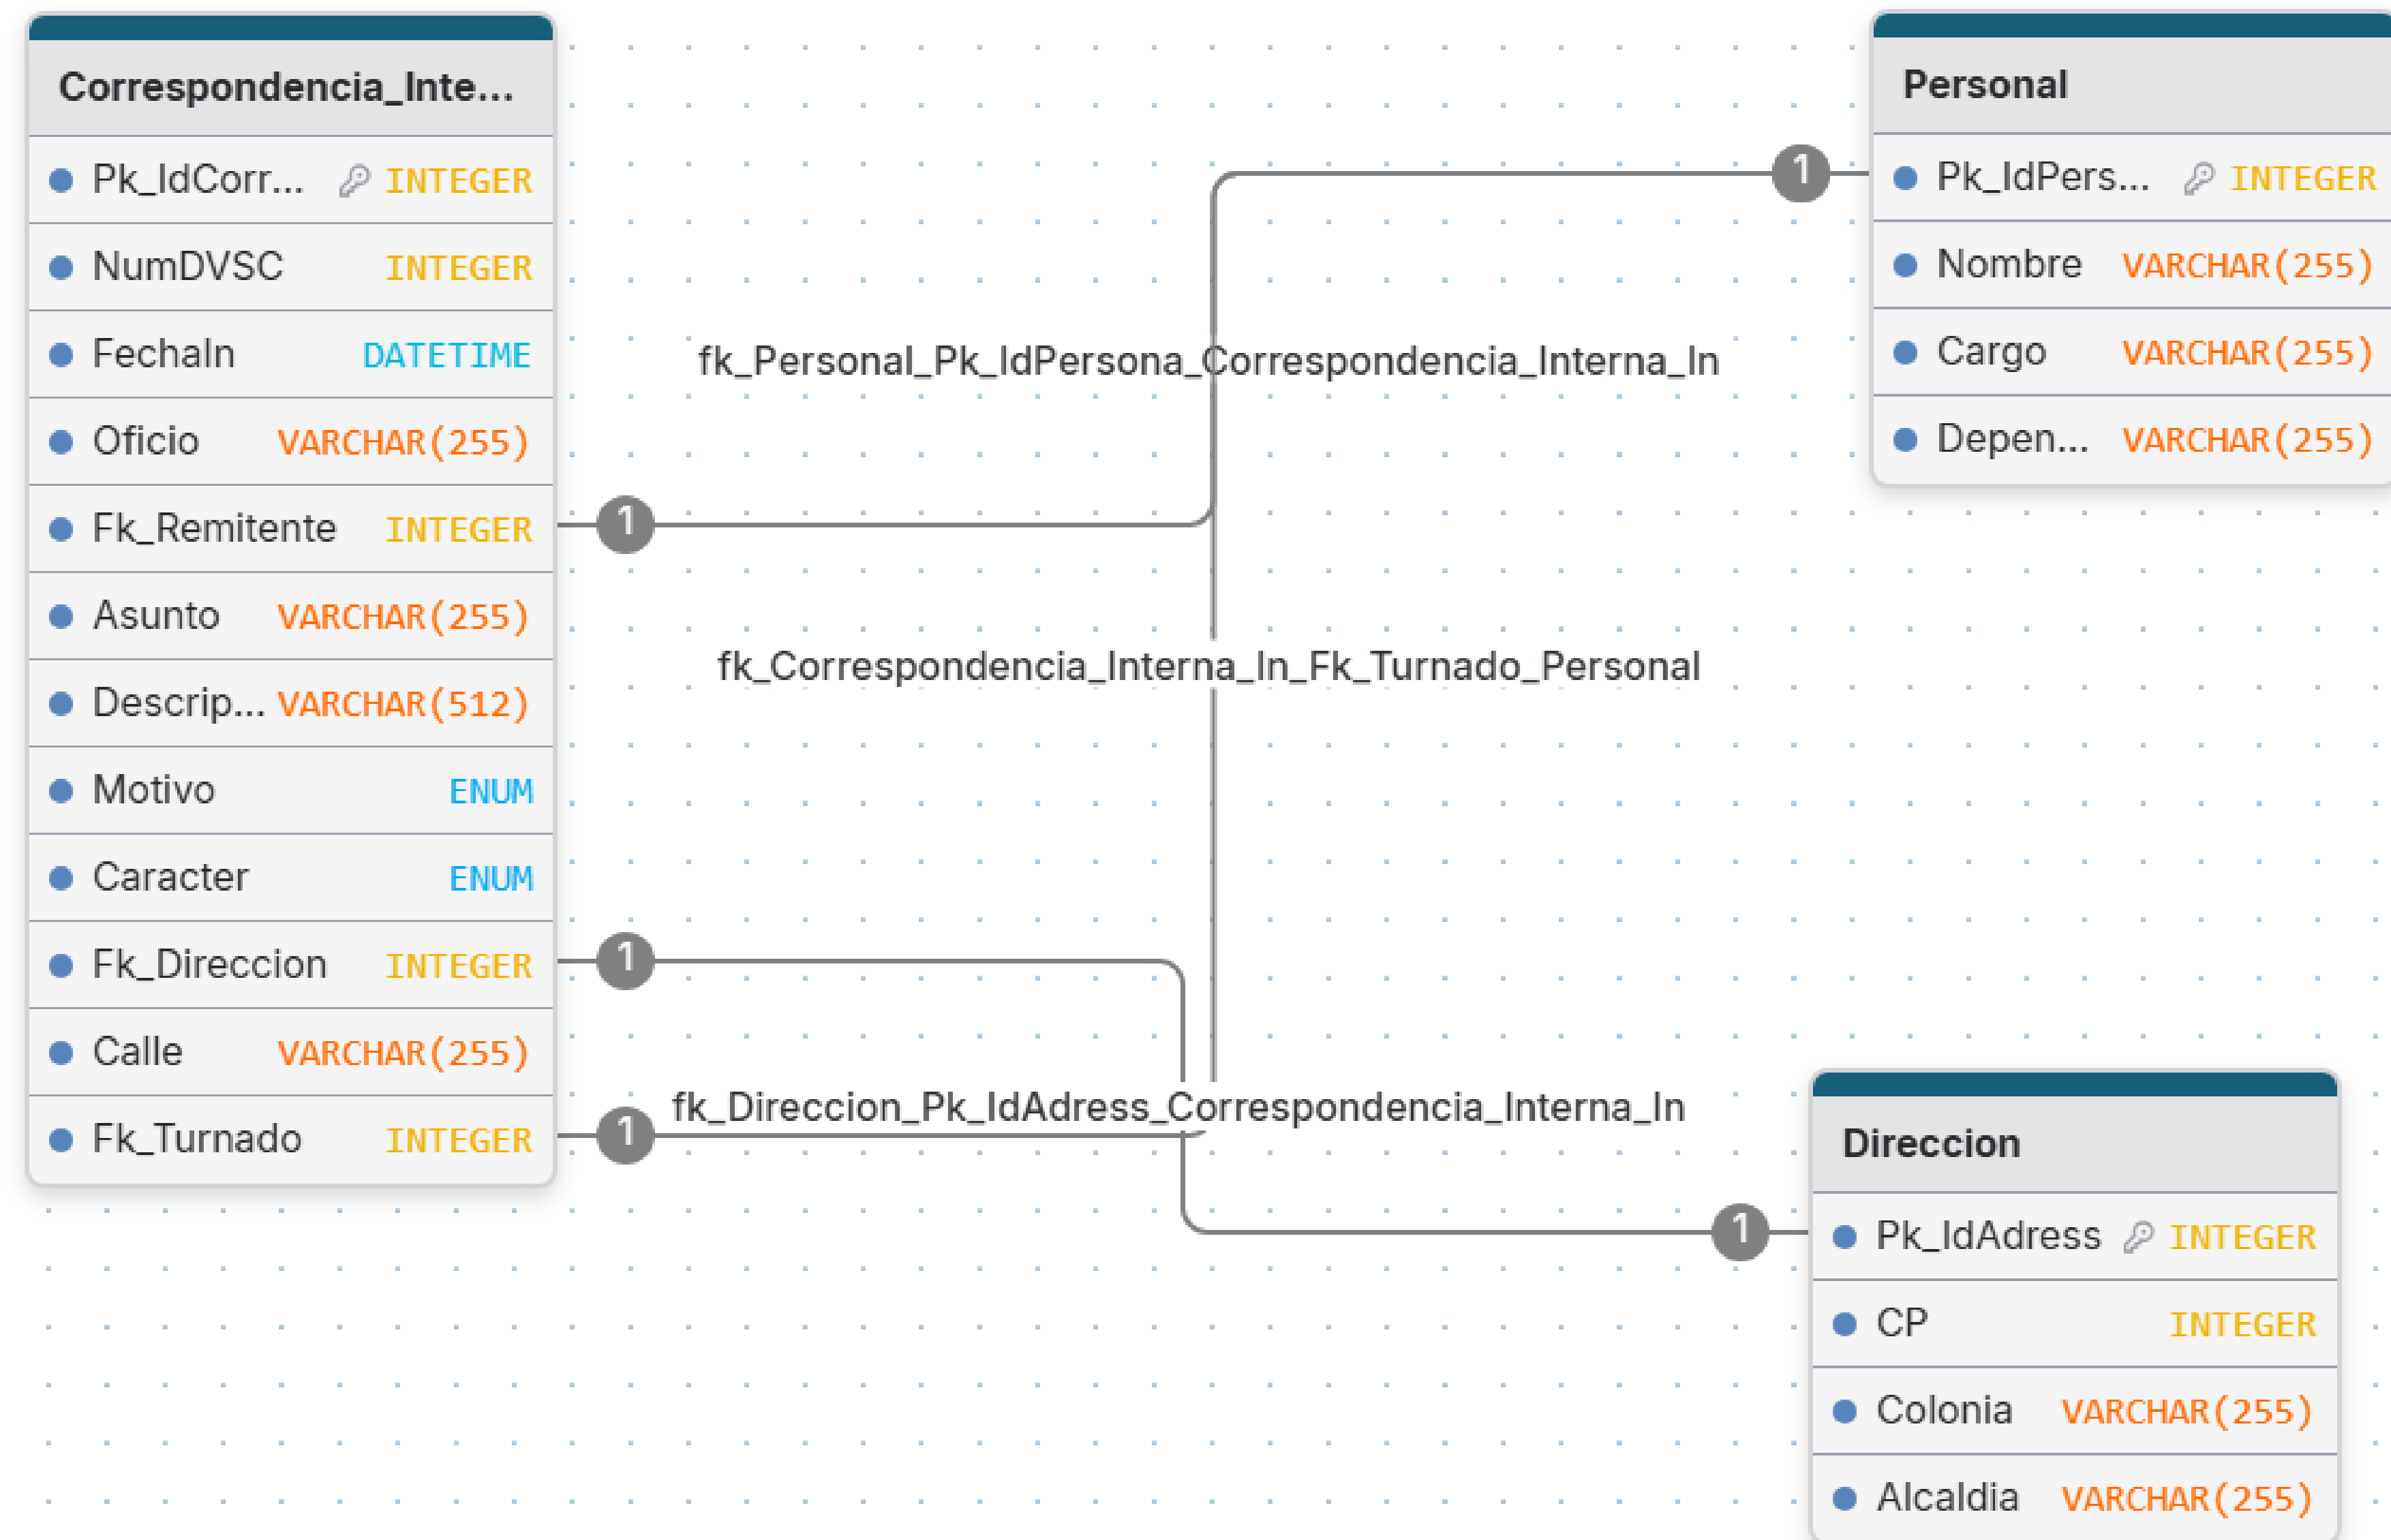 Correspondencia_Inte...
Pk_IdCorr... INTEGER
NumDVSC INTEGER
FechaIn DATETIME
Oficio VARCHAR(255)
Fk_Remitente INTEGER
Asunto VARCHAR(255)
Descrip... VARCHAR(512)
Motivo ENUM
Caracter ENUM
Fk_Direccion INTEGER
Calle VARCHAR(255)
Fk_Turnado INTEGER
1
1
1
fk_Personal_Pk_IdPersona_Correspondencia_Interna_In
fk_Correspondencia_Interna_In_Fk_Turnado_Personal
fk_Direccion_Pk_IdAdress_Correspondencia_Interna_In
1
1
Personal
Pk_IdPers... INTEGER
Nombre VARCHAR(255)
Cargo VARCHAR(255)
Depen... VARCHAR(255)
Direccion
Pk_IdAdress INTEGER
CP INTEGER
Colonia VARCHAR(255)
Alcaldia VARCHAR(255)